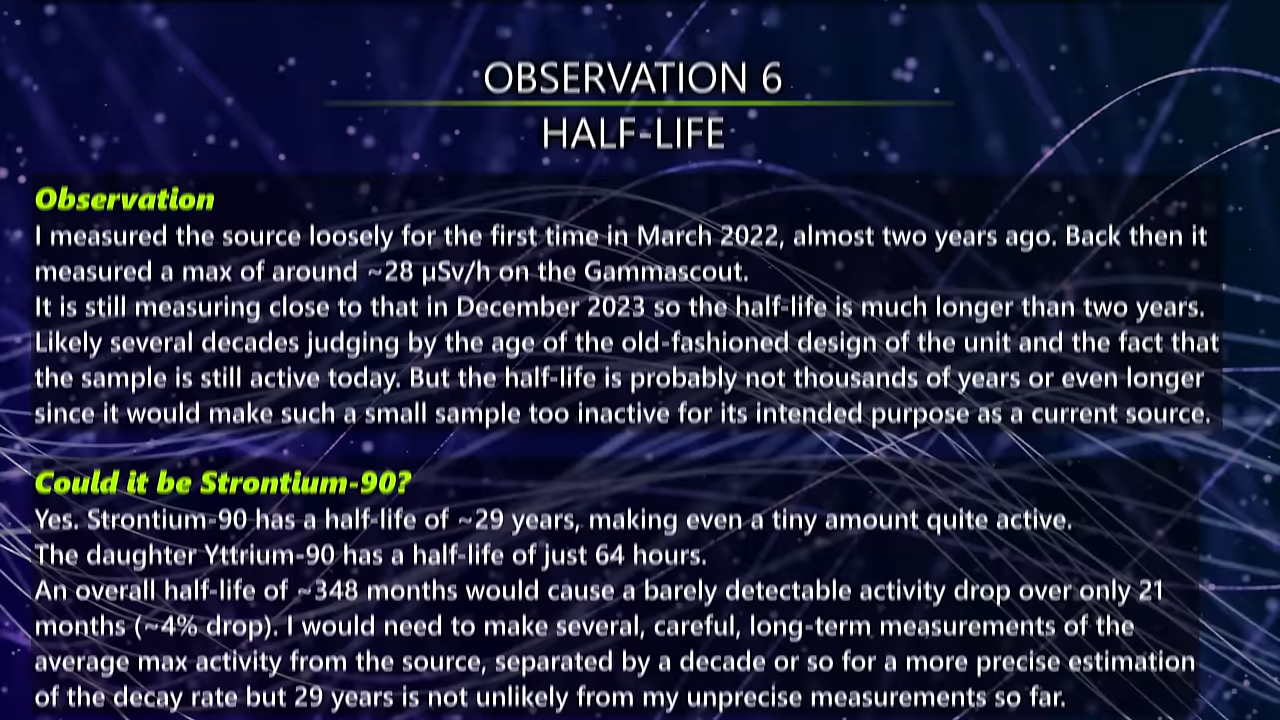 OBSERVATION 6
HALF-LIFE
Observation
I measured the source loosely for the first time in March 2022, almost two years ago. Back then it
measured a max of around ~28 µSv/h on the Gammascout.
It is still measuring close to that in December 2023 so the half-life is much longer than two years.
Likely several decades judging by the age of the old-fashioned design of the unit and the fact that
the sample is still active today. But the half-life is probably not thousands of years or even longer
since it would make such a small sample too inactive for its intended purpose as a current source.
Could it be Strontium-90?
Yes. Strontium-90 has a half-life of ~29 years, making even a tiny amount quite active.
The daughter Yttrium-90 has a half-life of just 64 hours.
An overall half-life of ~348 months would cause a barely detectable activity drop over only 21
months (~4% drop). I would need to make several, careful, long-term measurements of the
average max activity from the source, separated by a decade or so for a more precise estimation
of the decay rate but 29 years is not unlikely from my unprecise measurements so far.